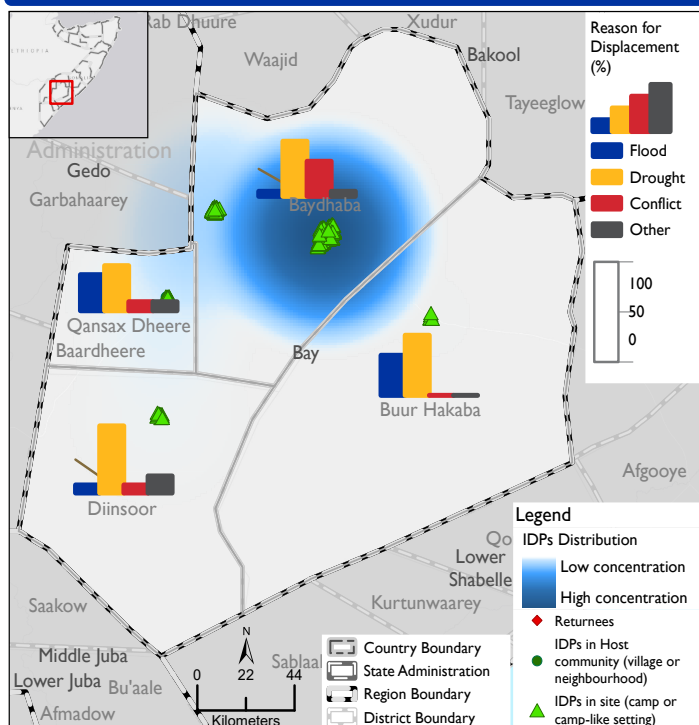 ETHIOPIA
Rab Dhuure
Xudur
Waajid
Bakool
Tayeeglow
Administration
Gedo
Garbahaarey
Baydhaba
Qansax Dheere
Baardheere
Bay
Buur Hakaba
Diinsoor
Afgooye
Lower
Shabelle
Kurtunwaarey
Saakow
Middle Juba
Lower Juba
Bu'aale
Afmadow
Sablaal
N
0 22 44
Kilometers
Reason for
Displacement
(%)
Flood
Drought
Conflict
Other
100
50
0
Legend
IDPs Distribution
Low concentration
High concentration
Returnees
IDPs in Host
community (village or
neighbourhood)
IDPs in site (camp or
camp-like setting)
Country Boundary
State Administration
Region Boundary
District Boundary